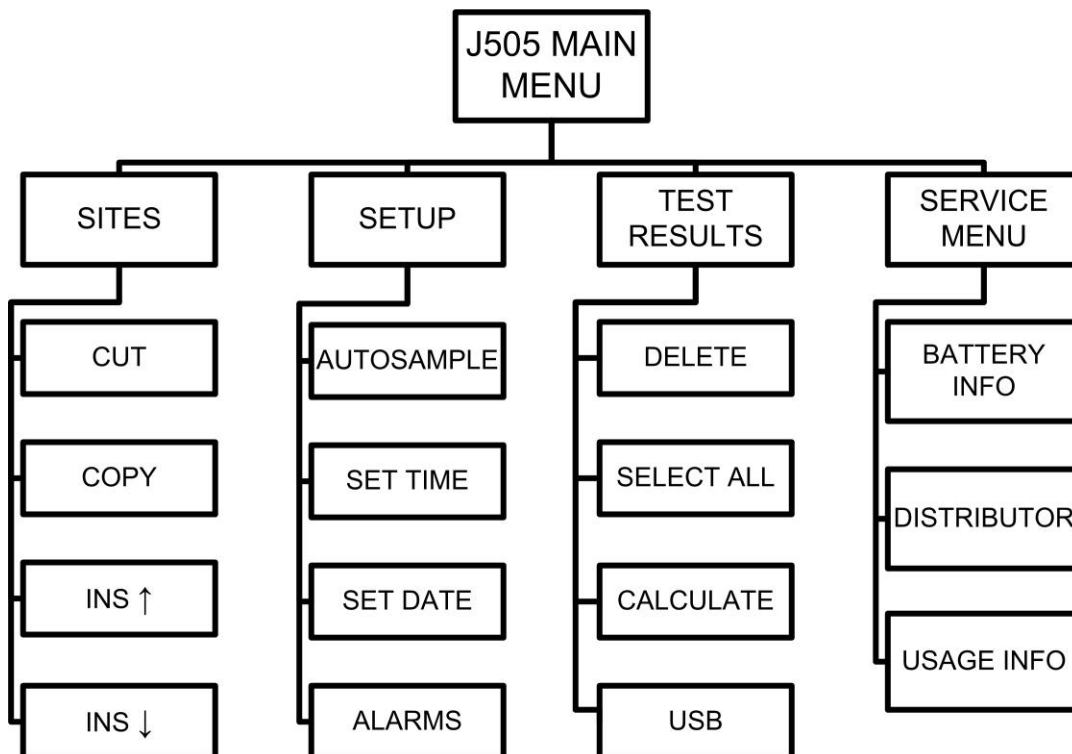 J505 MAIN
MENU
SITES
SETUP
TEST
RESULTS
SERVICE
MENU
CUT
COPY
INS ↑
INS ↓
AUTOSAMPLE
SET TIME
SET DATE
ALARMS
DELETE
SELECT ALL
CALCULATE
USB
BATTERY
INFO
DISTRIBUTOR
USAGE INFO